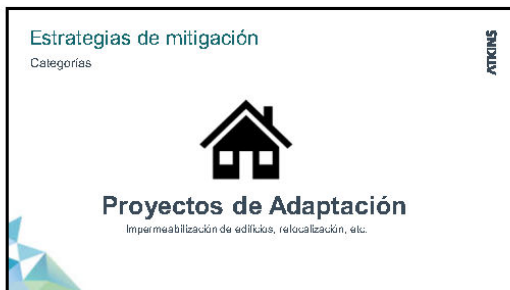 Estrategias de mitigación
Categorías
ATKINS
Proyectos de Adaptación
Impermeabilización de edificios, relocalización, etc.